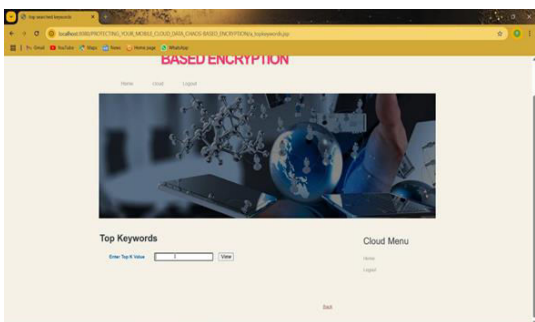 top searched keywords
localhost:8080/PROTECTING_YOUR_MOBILE_CLOUD_DATA_CHAOS-BASED_ENCRYPTION/a_topkeywords.jsp
Gmail YouTube Maps News Home page WhatsApp
BASED ENCRYPTION
Home cloud Logout
Top Keywords
Cloud Menu
Enter Top K Value View
Home
Logout
Back